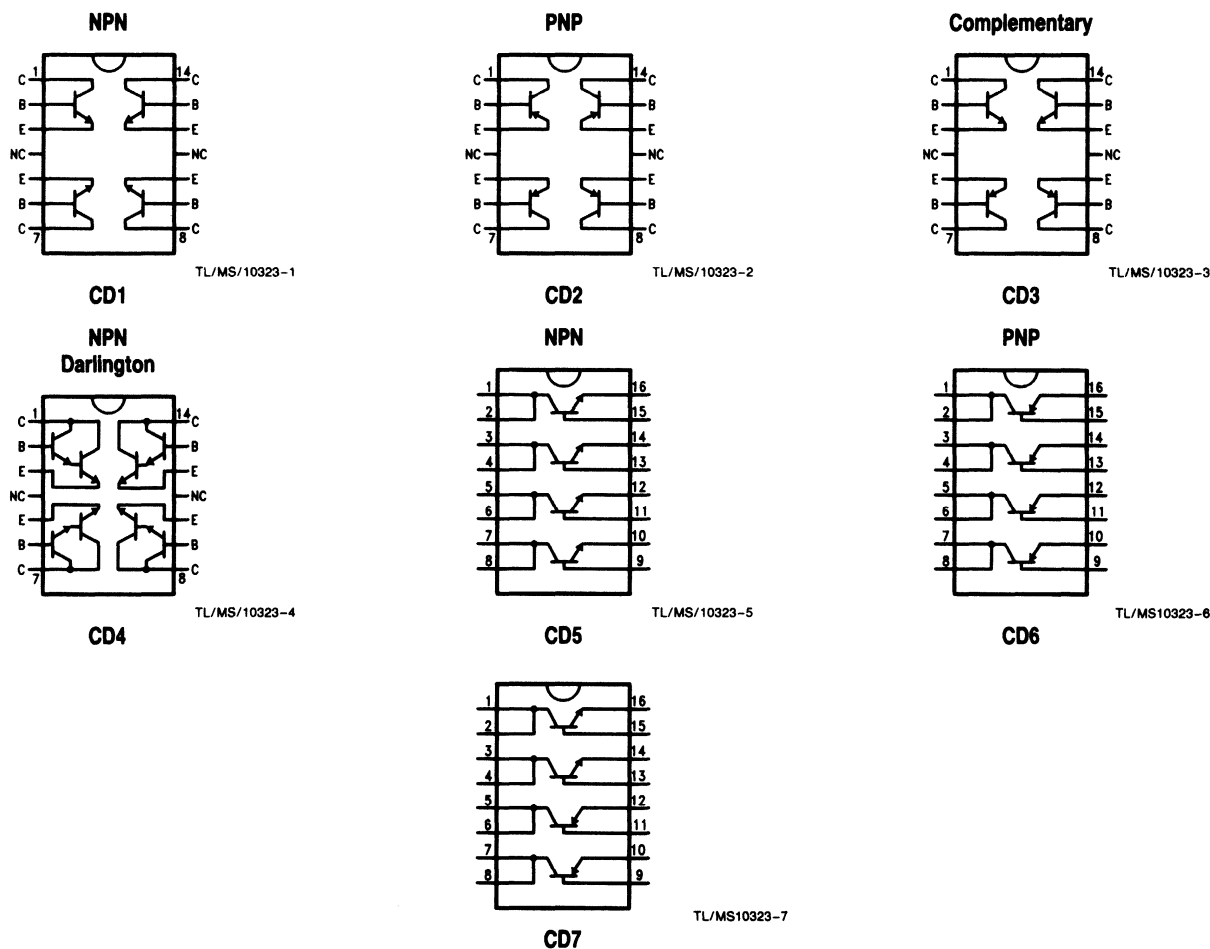 NPN
1 14
C C
B B
E E
NC NC
E E
B B
C C
7 8
TL/MS/10323-1
CD1
PNP
1 14
C C
B B
E E
NC NC
E E
B B
C C
7 8
TL/MS/10323-2
CD2
Complementary
1 14
C C
B B
E E
NC NC
E E
B B
C C
7 8
TL/MS/10323-3
CD3
NPN
Darlington
1 14
C C
B B
E E
NC NC
E E
B B
C C
7 8
TL/MS/10323-4
CD4
NPN
1 16
2 15
3 14
4 13
5 12
6 11
7 10
8 9
TL/MS/10323-5
CD5
PNP
1 16
2 15
3 14
4 13
5 12
6 11
7 10
8 9
TL/MS10323-6
CD6
1 16
2 15
3 14
4 13
5 12
6 11
7 10
8 9
TL/MS10323-7
CD7